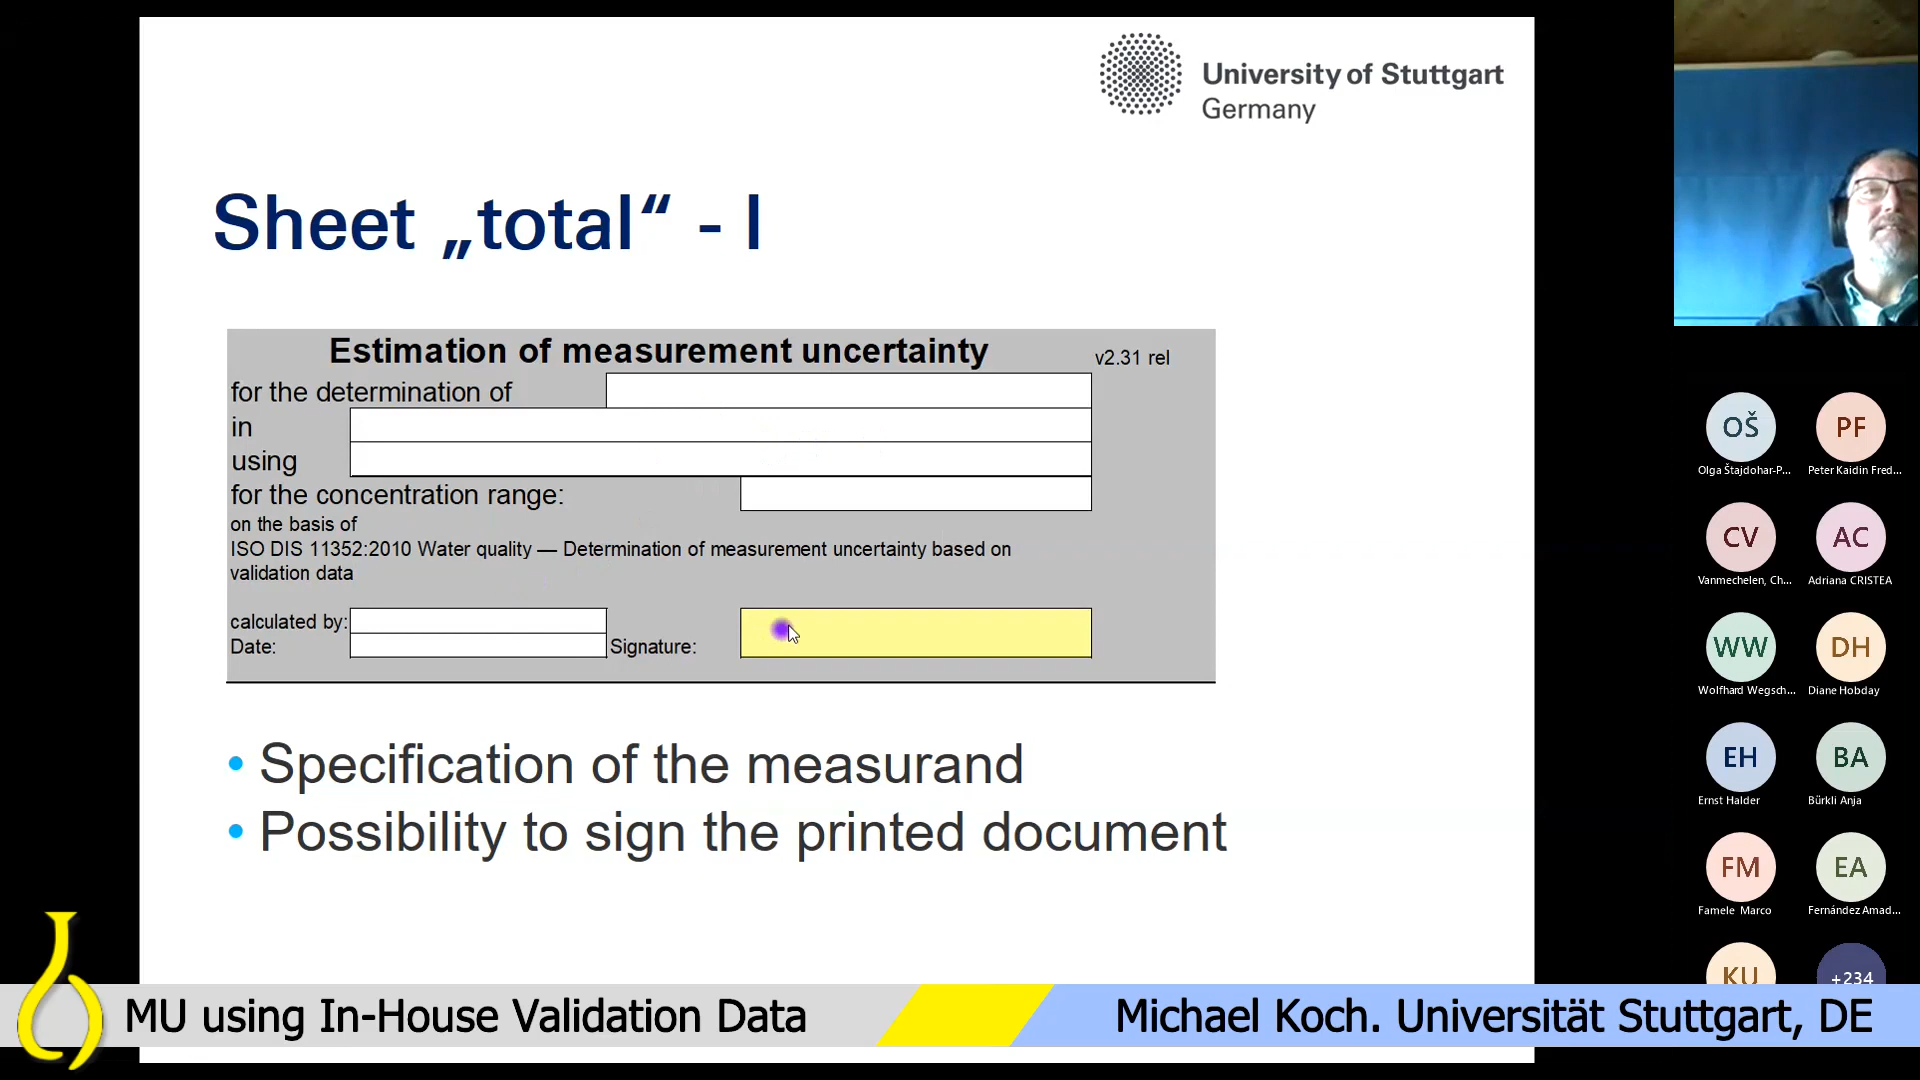 University of Stuttgart
Germany
Sheet „total“ - I
Estimation of measurement uncertainty
v2.31 rel
for the determination of
in
using
for the concentration range:
on the basis of
ISO DIS 11352:2010 Water quality — Determination of measurement uncertainty based on
validation data
calculated by:
Date:
Signature:
• Specification of the measurand
• Possibility to sign the printed document
OŠ
Olga Štajdohar-P...
PF
Peter Kaidin Fred...
CV
Vanmechelen, Ch...
AC
Adriana CRISTEA
WW
Wolfhard Wegsch...
DH
Diane Hobday
EH
Ernst Halder
BA
Bürkli Anja
FM
Famele Marco
EA
Fernández Amad...
KU
+234
MU using In-House Validation Data
Michael Koch. Universität Stuttgart, DE